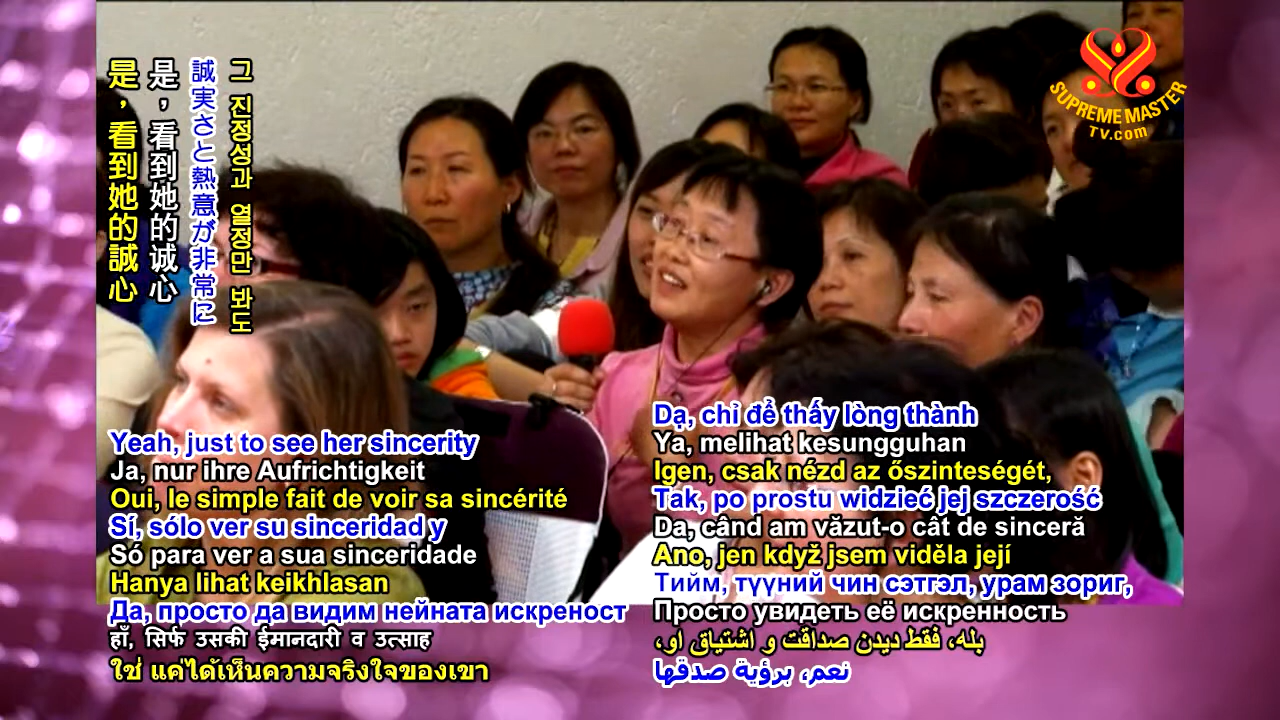 是，看到她的誠心
是，看到她的诚心
誠実さと熱意が非常に
그 진정성과 열정만 봐도
SUPREME MASTER
TV.com
Yeah, just to see her sincerity
Ja, nur ihre Aufrichtigkeit
Oui, le simple fait de voir sa sincérité
Sí, sólo ver su sinceridad y
Só para ver a sua sinceridade
Hanya lihat keikhlasan
Да, просто да видим нейната искреност
हाँ, सिर्फ उसकी ईमानदारी व उत्साह
ใช่ แค่ได้เห็นความจริงใจของเขา
Dạ, chỉ để thấy lòng thành
Ya, melihat kesungguhan
Igen, csak nézd az őszinteségét,
Tak, po prostu widzieć jej szczerość
Da, când am văzut-o cât de sinceră
Ano, jen když jsem viděla její
Тийм, түүний чин сэтгэл, урам зориг,
Просто увидеть её искренность
بله، فقط دیدن صداقت و اشتیاق او،
نعم، برؤية صدقها